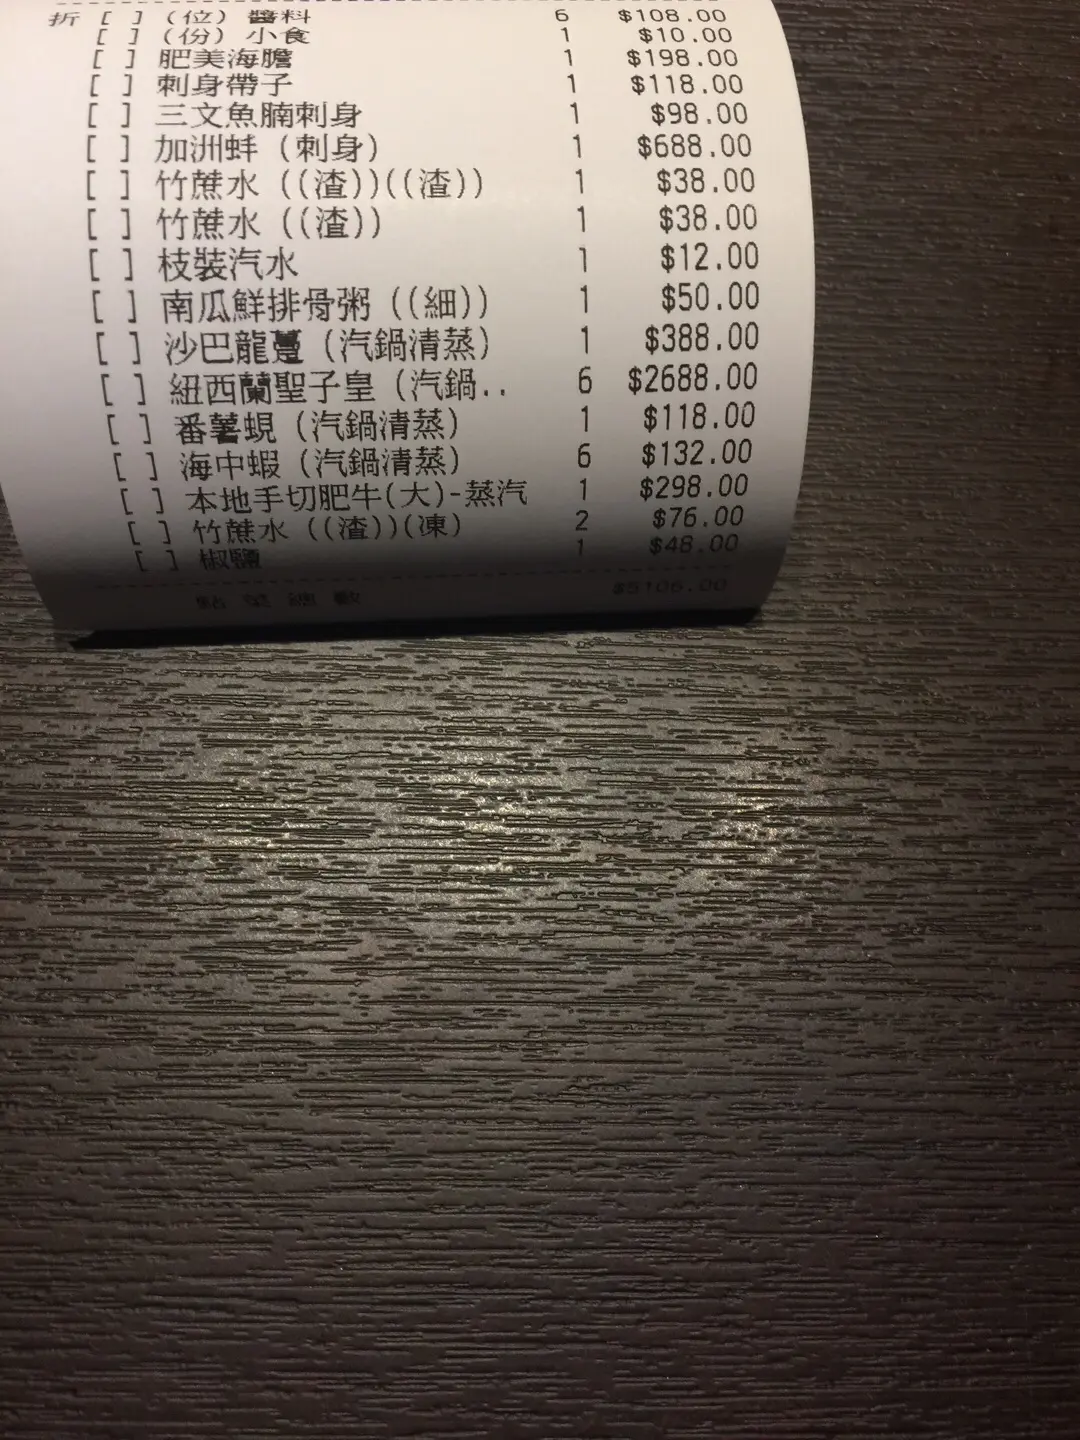 折 [ ] (位) 醬料 6 $108.00
[ ] (份) 小食 1 $10.00
[ ] 肥美海膽 1 $198.00
[ ] 刺身帶子 1 $118.00
[ ] 三文魚腩刺身 1 $98.00
[ ] 加洲蚌 (刺身) 1 $688.00
[ ] 竹蔗水 ((渣))((渣)) 1 $38.00
[ ] 竹蔗水 ((渣)) 1 $38.00
[ ] 枝裝汽水 1 $12.00
[ ] 南瓜鮮排骨粥 ((細)) 1 $50.00
[ ] 沙巴龍躉 (汽鍋清蒸) 1 $388.00
[ ] 紐西蘭聖子皇 (汽鍋.. 6 $2688.00
[ ] 番薯蜆 (汽鍋清蒸) 1 $118.00
[ ] 海中蝦 (汽鍋清蒸) 6 $132.00
[ ] 本地手切肥牛(大)-蒸汽 1 $298.00
[ ] 竹蔗水 ((渣))(凍) 2 $76.00
[ ] 椒鹽 1 $48.00
點菜總數 $5106.00